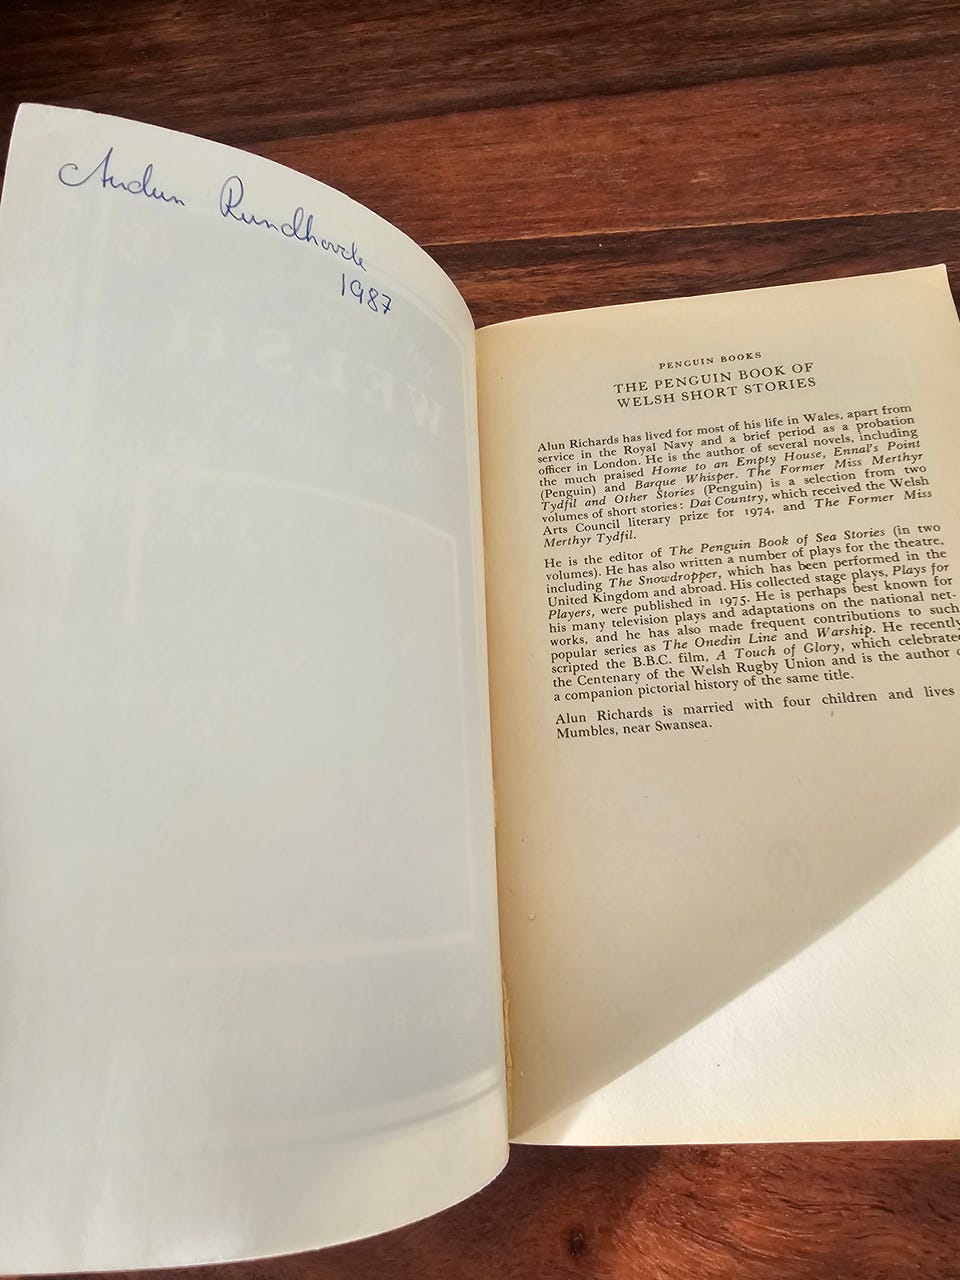 Audun Rundhovde
1987
PENGUIN BOOKS
THE PENGUIN BOOK OF
WELSH SHORT STORIES
Alun Richards has lived for most of his life in Wales, apart from
service in the Royal Navy and a brief period as a probation
officer in London. He is the author of several novels, including
the much praised Home to an Empty House, Ennal's Point
(Penguin) and Barque Whisper. The Former Miss Merthyr
Tydfil and Other Stories (Penguin) is a selection from two
volumes of short stories: Dai Country, which received the Welsh
Arts Council literary prize for 1974, and The Former Miss
Merthyr Tydfil.
He is the editor of The Penguin Book of Sea Stories (in two
volumes). He has also written a number of plays for the theatre,
including The Snowdropper, which has been performed in the
United Kingdom and abroad. His collected stage plays, Plays for
Players, were published in 1975. He is perhaps best known for
his many television plays and adaptations on the national net-
works, and he has also made frequent contributions to such
popular series as The Onedin Line and Warship. He recently
scripted the B.B.C. film, A Touch of Glory, which celebrated
the Centenary of the Welsh Rugby Union and is the author o
a companion pictorial history of the same title.
Alun Richards is married with four children and lives
Mumbles, near Swansea.